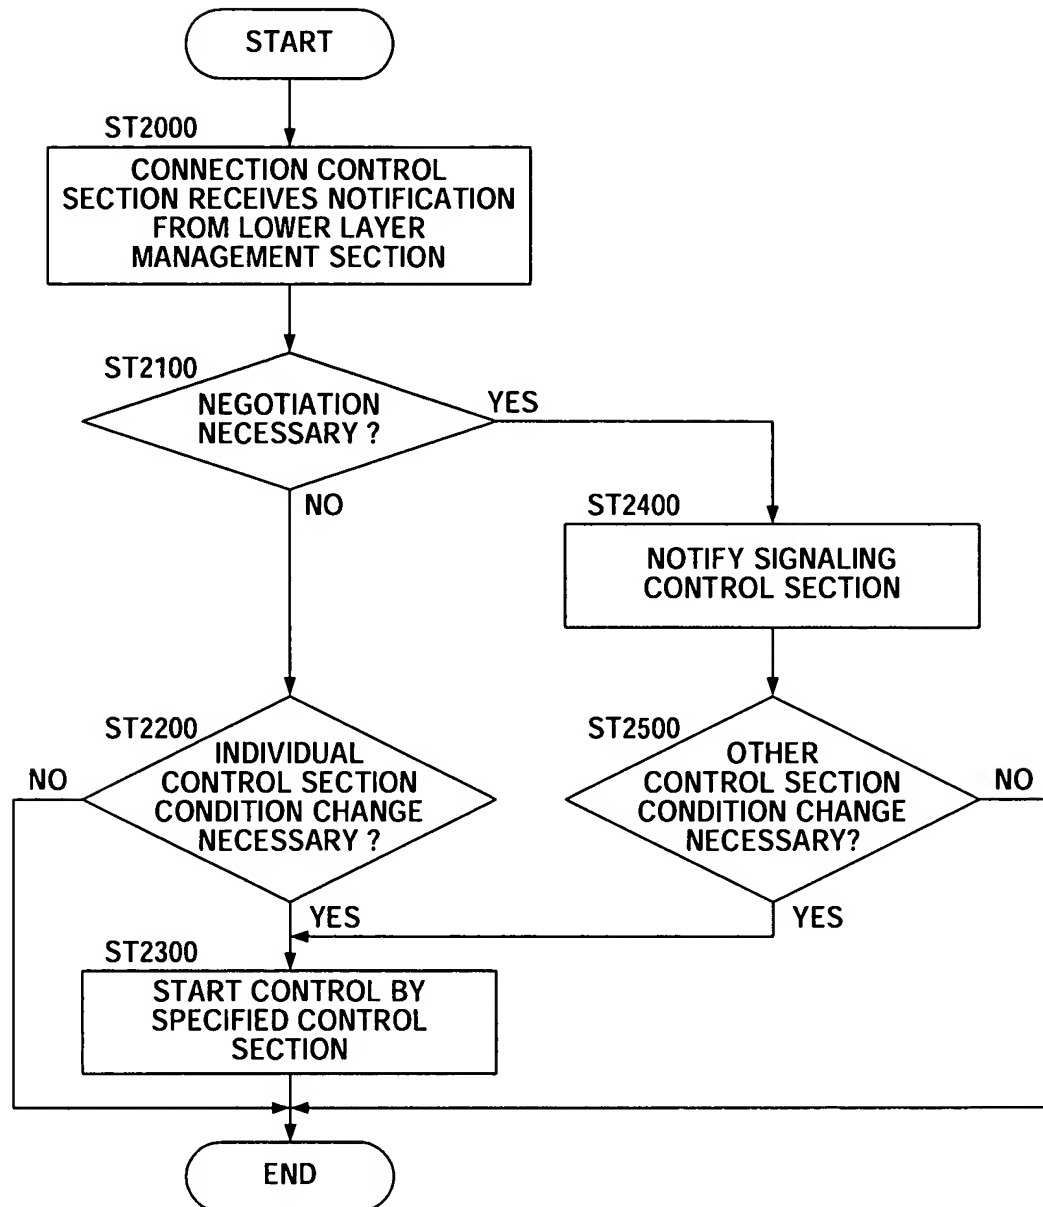 START
ST2000
CONNECTION CONTROL
SECTION RECEIVES NOTIFICATION
FROM LOWER LAYER
MANAGEMENT SECTION
ST2100
NEGOTIATION
NECESSARY ?
YES
NO
ST2400
NOTIFY SIGNALING
CONTROL SECTION
ST2200
INDIVIDUAL
CONTROL SECTION
CONDITION CHANGE
NECESSARY ?
NO
YES
ST2500
OTHER
CONTROL SECTION
CONDITION CHANGE
NECESSARY?
NO
YES
ST2300
START CONTROL BY
SPECIFIED CONTROL
SECTION
END